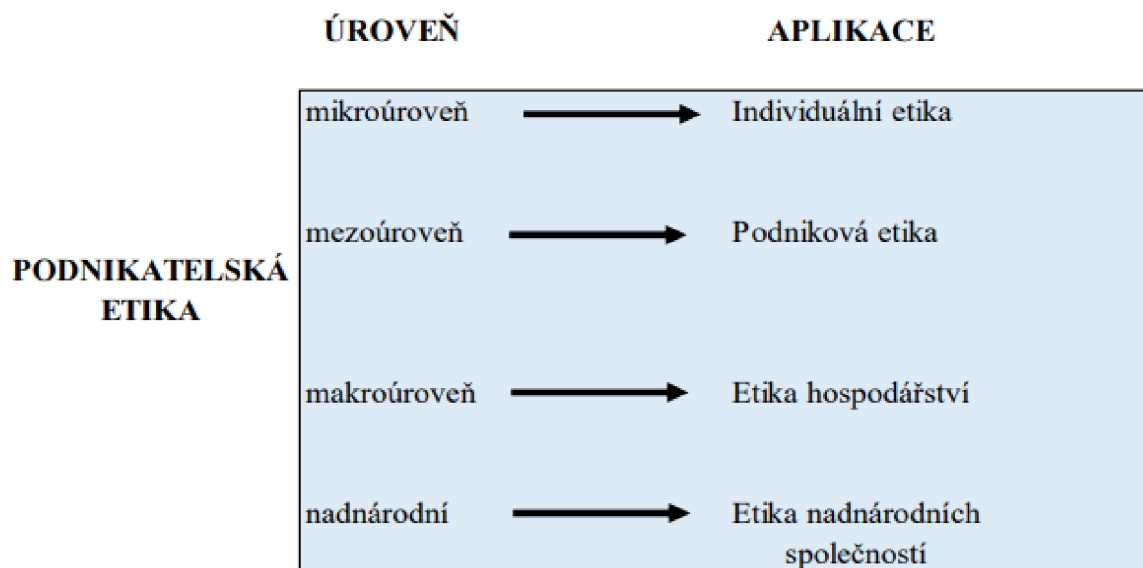 ÚROVEŇ APLIKACE
mikroúroveň Individuální etika
mezoúroveň Podniková etika
PODNIKATELSKÁ
ETIKA
makroúroveň Etika hospodářství
nadnárodní Etika nadnárodních
společností